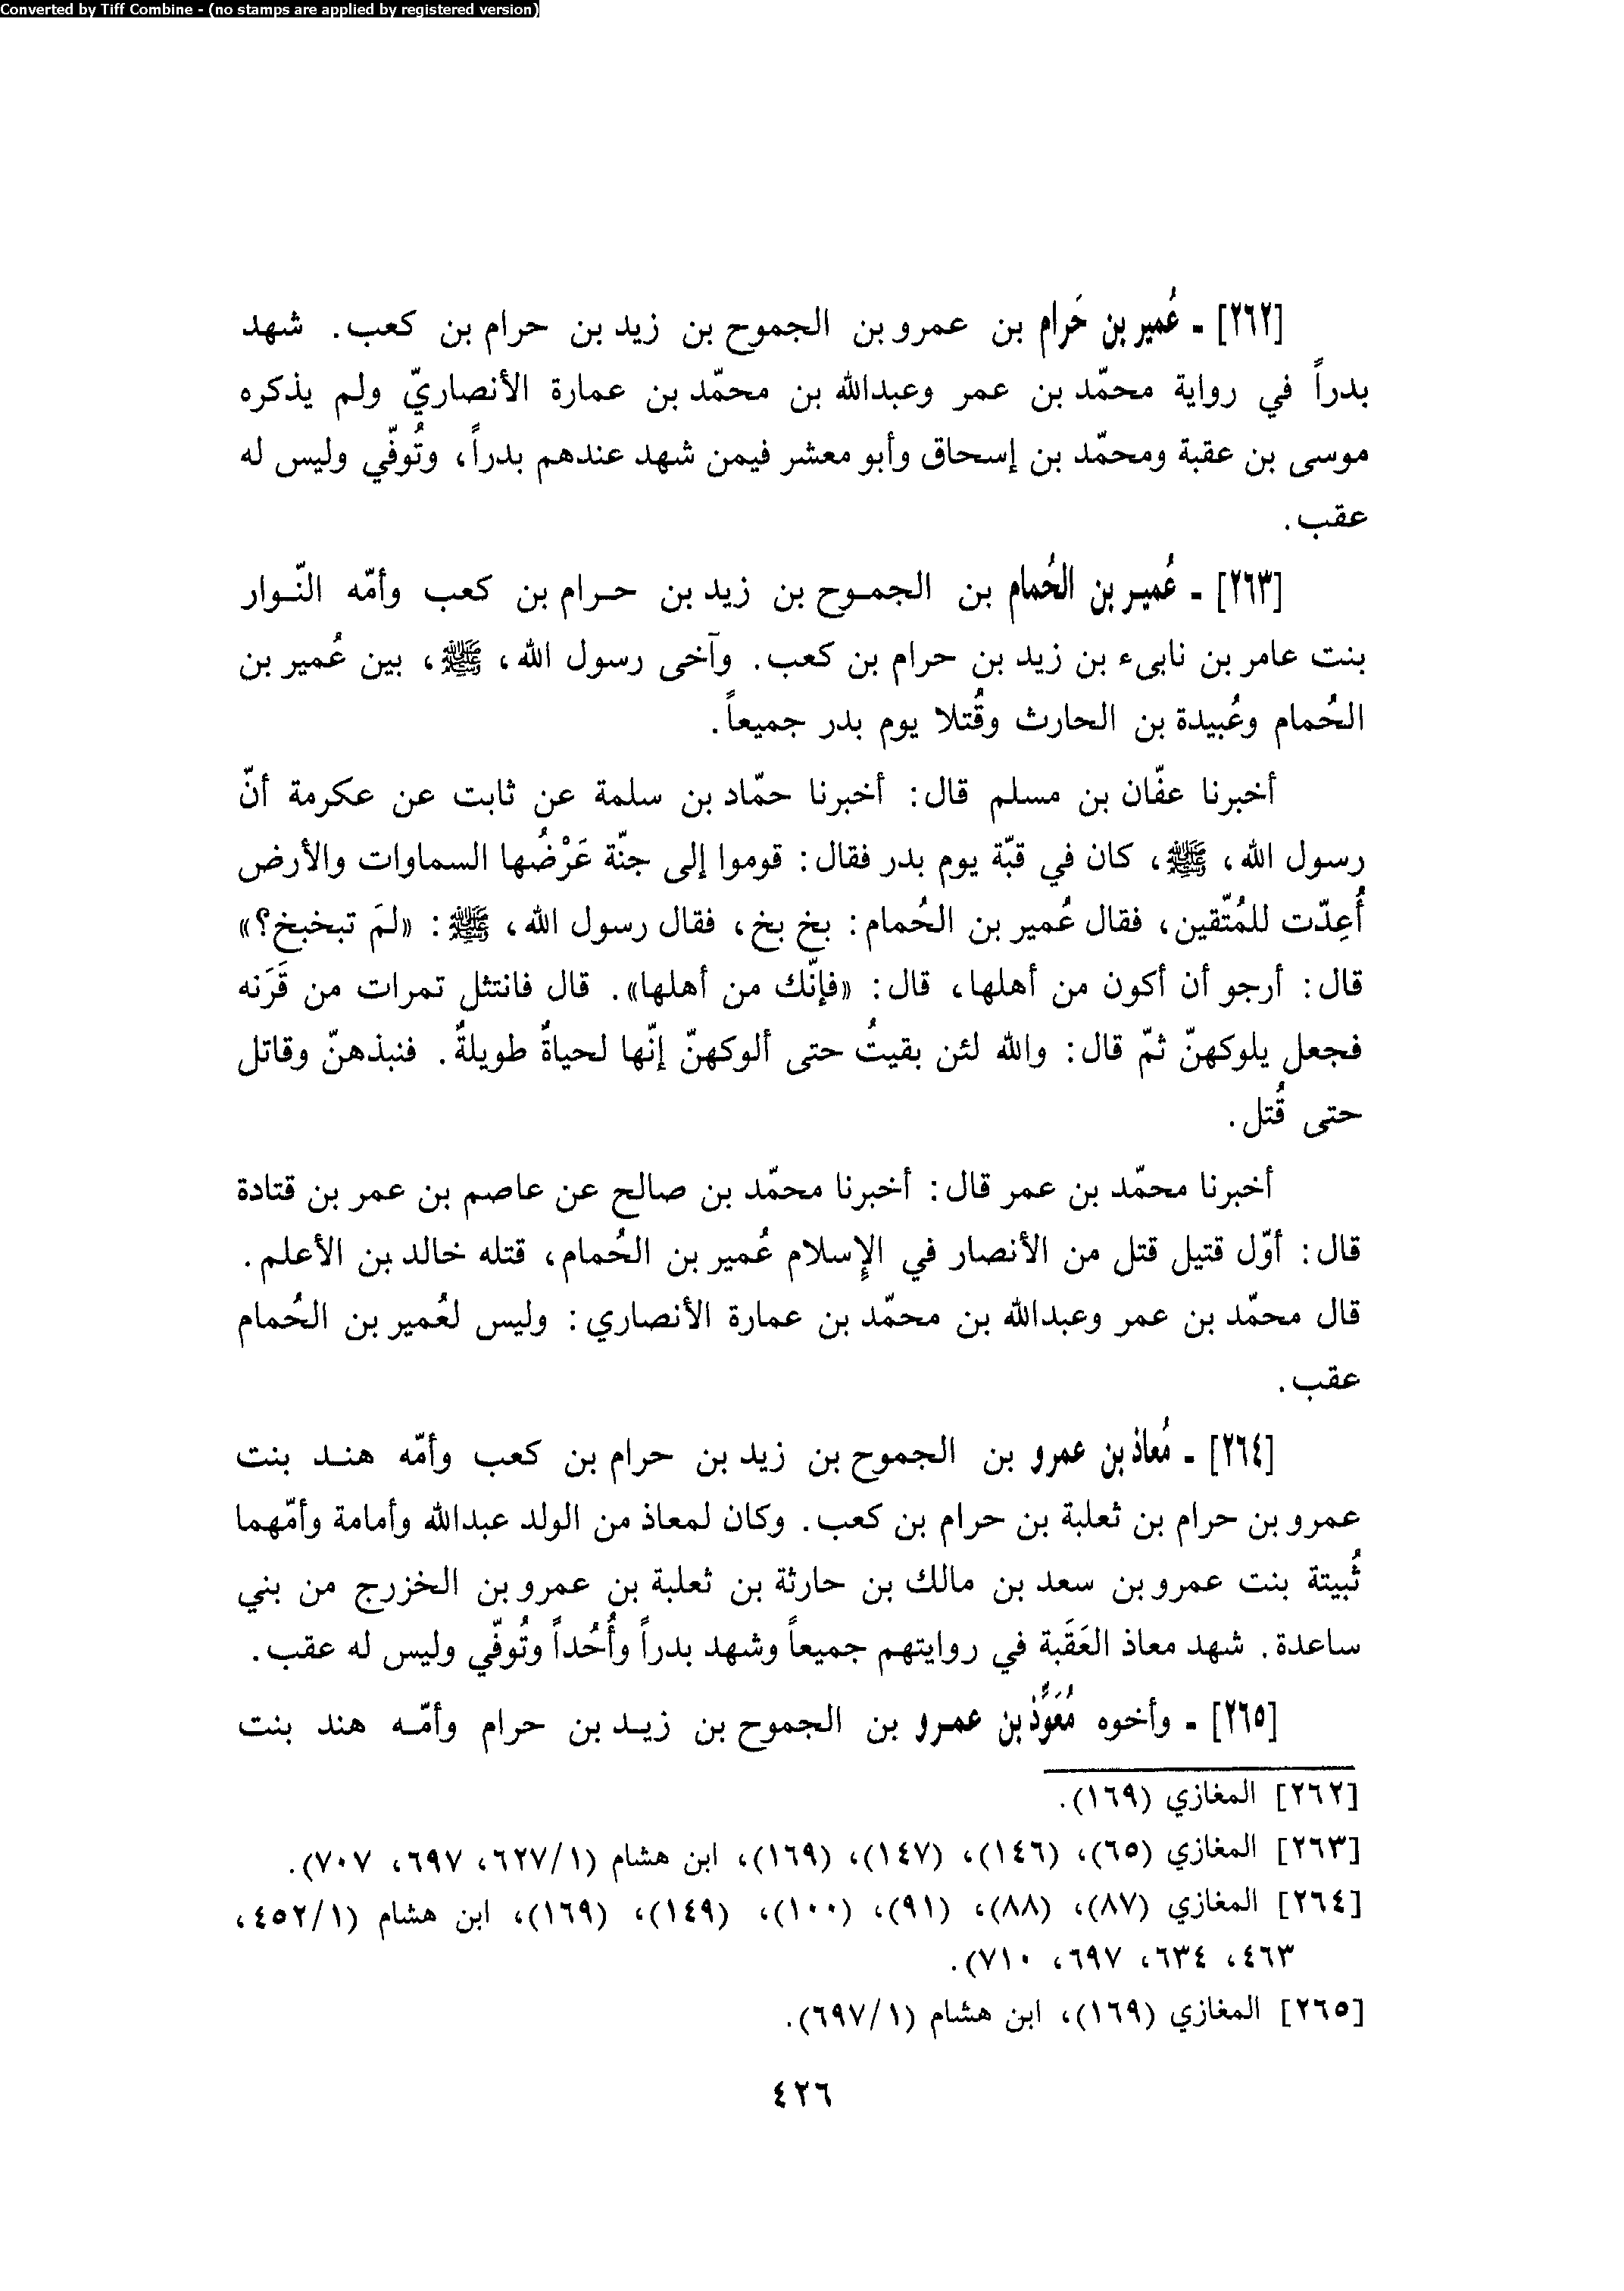 Converted by Tiff Combine - (no stamps are applied by registered version)
[٢٦٢] - عُمير بن حَرام بن عمرو بن الجموح بن زيد بن حرام بن كعب. شهد
بدراً في رواية محمّد بن عمر وعبدالله بن محمّد بن عمارة الأنصاريّ ولم يذكره
موسى بن عقبة ومحمّد بن إسحاق وأبو معشر فيمن شهد عندهم بدراً، وتُوفّي وليس له
عقب.
[٢٦٣] - عُمير بن الحُمام بن الجموح بن زيد بن حرام بن كعب وأمّه النّوار
بنت عامر بن نابىء بن زيد بن حرام بن كعب. وآخى رسول الله، ﷺ، بين عُمير بن
الحُمام وعُبيدة بن الحارث وقُتلا يوم بدر جميعاً.
أخبرنا عفّان بن مسلم قال: أخبرنا حمّاد بن سلمة عن ثابت عن عكرمة أنّ
رسول الله، ﷺ، كان في قبّة يوم بدر فقال: قوموا إلى جنّة عَرْضُها السماوات والأرض
أُعِدّت للمُتّقين، فقال عُمير بن الحُمام: بخ بخ، فقال رسول الله، ﷺ: «لمَ تبخبخ؟»
قال: أرجو أن أكون من أهلها، قال: «فإنّك من أهلها». قال فانتثل تمرات من قَرَنه
فجعل يلوكهنّ ثمّ قال: والله لئن بقيتُ حتى ألوكهنّ إنّها لحياةٌ طويلةٌ. فنبذهنّ وقاتل
حتى قُتل.
أخبرنا محمّد بن عمر قال: أخبرنا محمّد بن صالح عن عاصم بن عمر بن قتادة
قال: أوّل قتيل قتل من الأنصار في الإسلام عُمير بن الحُمام، قتله خالد بن الأعلم.
قال محمّد بن عمر وعبدالله بن محمّد بن عمارة الأنصاري: وليس لعُمير بن الحُمام
عقب.
[٢٦٤] - مُعاذ بن عمرو بن الجموح بن زيد بن حرام بن كعب وأمّه هند بنت
عمرو بن حرام بن ثعلبة بن حرام بن كعب. وكان لمعاذ من الولد عبدالله وأمامة وأمّهما
ثُبيتة بنت عمرو بن سعد بن مالك بن حارثة بن ثعلبة بن عمرو بن الخزرج من بني
ساعدة. شهد معاذ العَقَبة في روايتهم جميعاً وشهد بدراً وأُحُداً وتُوفّي وليس له عقب.
[٢٦٥] - وأخوه مُعَوَّذ بن عمرو بن الجموح بن زيد بن حرام وأمّه هند بنت
[٢٦٢] المغازي (١٦٩).
[٢٦٣] المغازي (٦٥)، (١٤٦)، (١٤٧)، (١٦٩)، ابن هشام (١/٦٢٧، ٦٩٧، ٧٠٧).
[٢٦٤] المغازي (٨٧)، (٨٨)، (٩١)، (١٠٠)، (١٤٩)، (١٦٩)، ابن هشام (١/٤٥٢،
٤٦٣، ٦٣٤، ٦٩٧، ٧١٠).
[٢٦٥] المغازي (١٦٩)، ابن هشام (١/٦٩٧).
٤٢٦